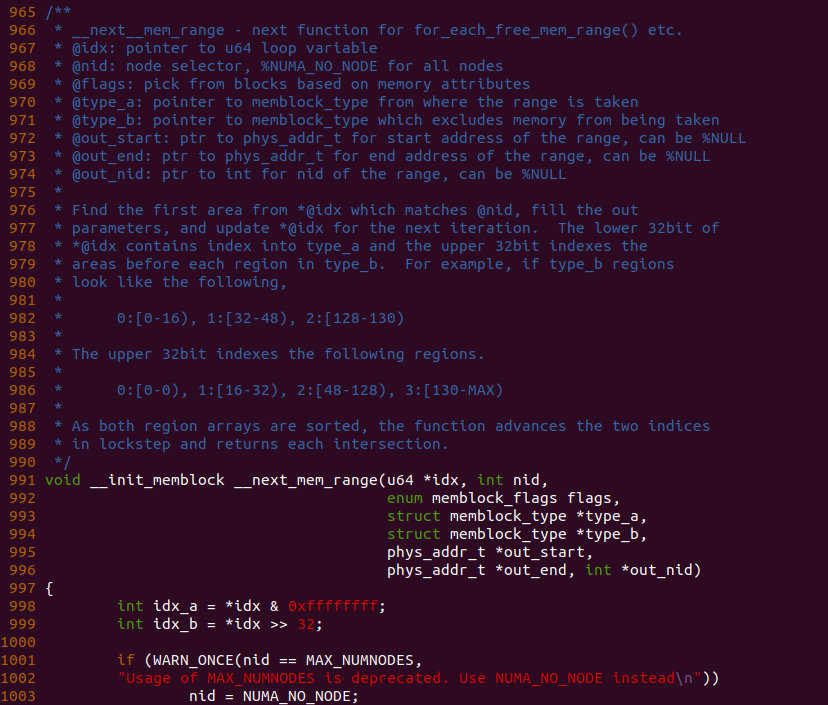 965 /**
966  * __next__mem_range - next function for for_each_free_mem_range() etc.
967  * @idx: pointer to u64 loop variable
968  * @nid: node selector, %NUMA_NO_NODE for all nodes
969  * @flags: pick from blocks based on memory attributes
970  * @type_a: pointer to memblock_type from where the range is taken
971  * @type_b: pointer to memblock_type which excludes memory from being taken
972  * @out_start: ptr to phys_addr_t for start address of the range, can be %NULL
973  * @out_end: ptr to phys_addr_t for end address of the range, can be %NULL
974  * @out_nid: ptr to int for nid of the range, can be %NULL
975  *
976  * Find the first area from *@idx which matches @nid, fill the out
977  * parameters, and update *@idx for the next iteration.  The lower 32bit of
978  * *@idx contains index into type_a and the upper 32bit indexes the
979  * areas before each region in type_b.  For example, if type_b regions
980  * look like the following,
981  *
982  *      0:[0-16), 1:[32-48), 2:[128-130)
983  *
984  * The upper 32bit indexes the following regions.
985  *
986  *      0:[0-0), 1:[16-32), 2:[48-128), 3:[130-MAX)
987  *
988  * As both region arrays are sorted, the function advances the two indices
989  * in lockstep and returns each intersection.
990  */
991 void __init_memblock __next_mem_range(u64 *idx, int nid,
992                                       enum memblock_flags flags,
993                                       struct memblock_type *type_a,
994                                       struct memblock_type *type_b,
995                                       phys_addr_t *out_start,
996                                       phys_addr_t *out_end, int *out_nid)
997 {
998         int idx_a = *idx & 0xffffffff;
999         int idx_b = *idx >> 32;
1000
1001         if (WARN_ONCE(nid == MAX_NUMNODES,
1002         "Usage of MAX_NUMNODES is deprecated. Use NUMA_NO_NODE instead\n"))
1003                 nid = NUMA_NO_NODE;